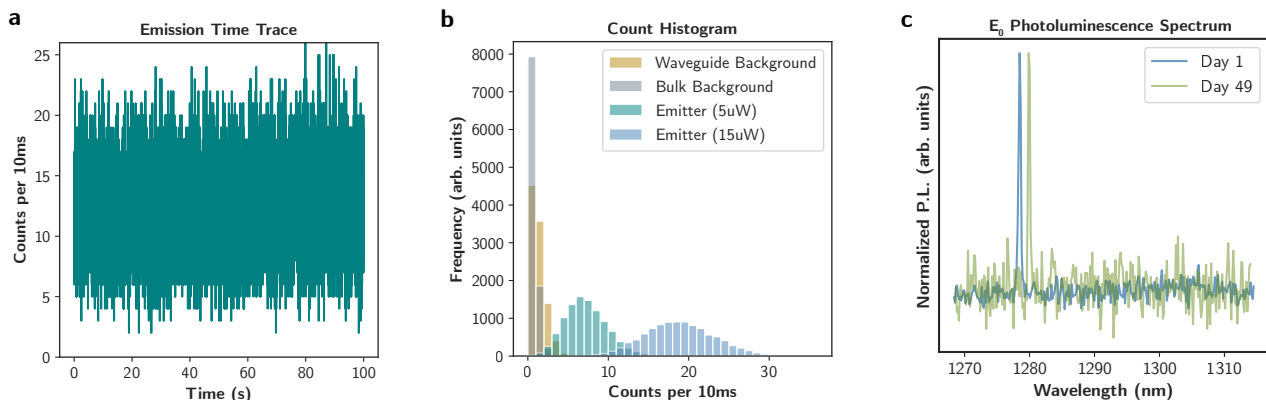 a
Emission Time Trace
Counts per 10ms
25
20
15
10
5
0
0 20 40 60 80 100
Time (s)
b
Count Histogram
Frequency (arb. units)
8000
7000
6000
5000
4000
3000
2000
1000
0
Waveguide Background
Bulk Background
Emitter (5uW)
Emitter (15uW)
0 10 20 30
Counts per 10ms
c
E0 Photoluminescence Spectrum
Normalized P.L. (arb. units)
Day 1
Day 49
1270 1280 1290 1300 1310
Wavelength (nm)